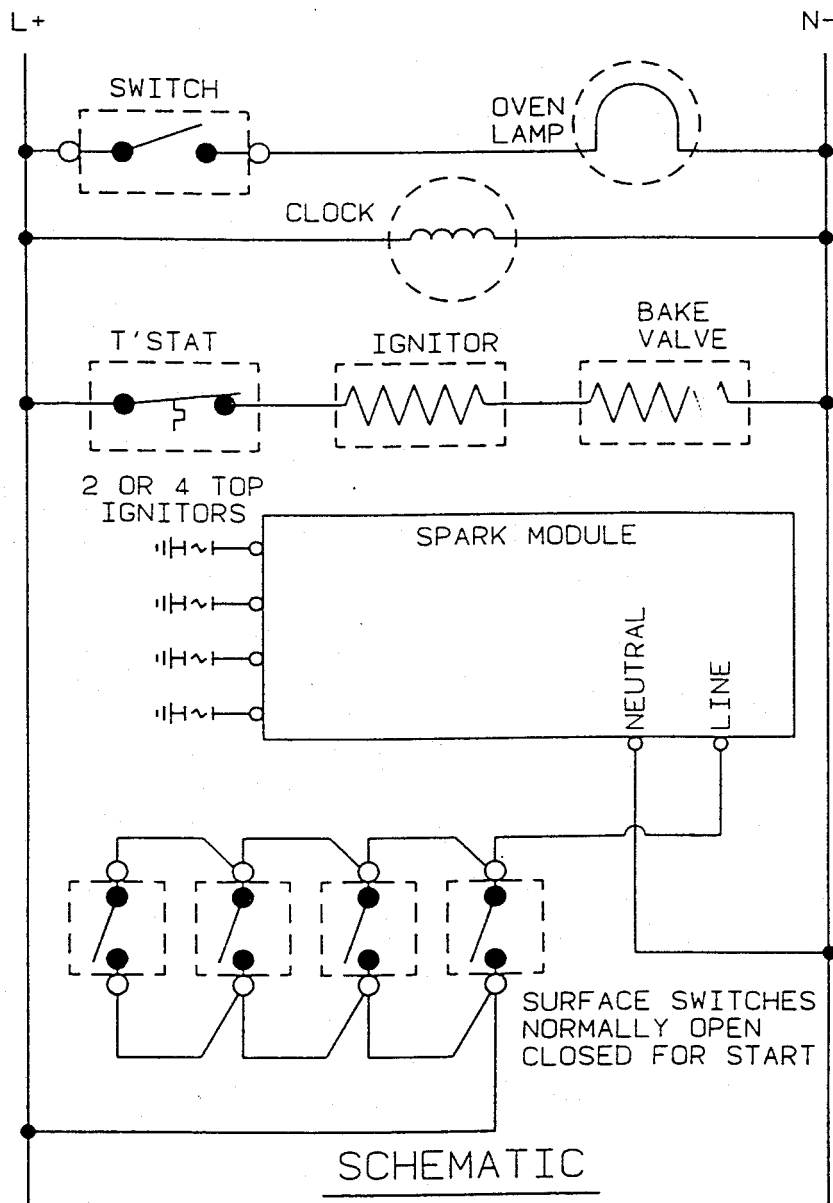 L+
N-
SWITCH
OVEN
LAMP
CLOCK
T'STAT
IGNITOR
BAKE
VALVE
2 OR 4 TOP
IGNITORS
SPARK MODULE
NEUTRAL
LINE
SURFACE SWITCHES
NORMALLY OPEN
CLOSED FOR START
SCHEMATIC